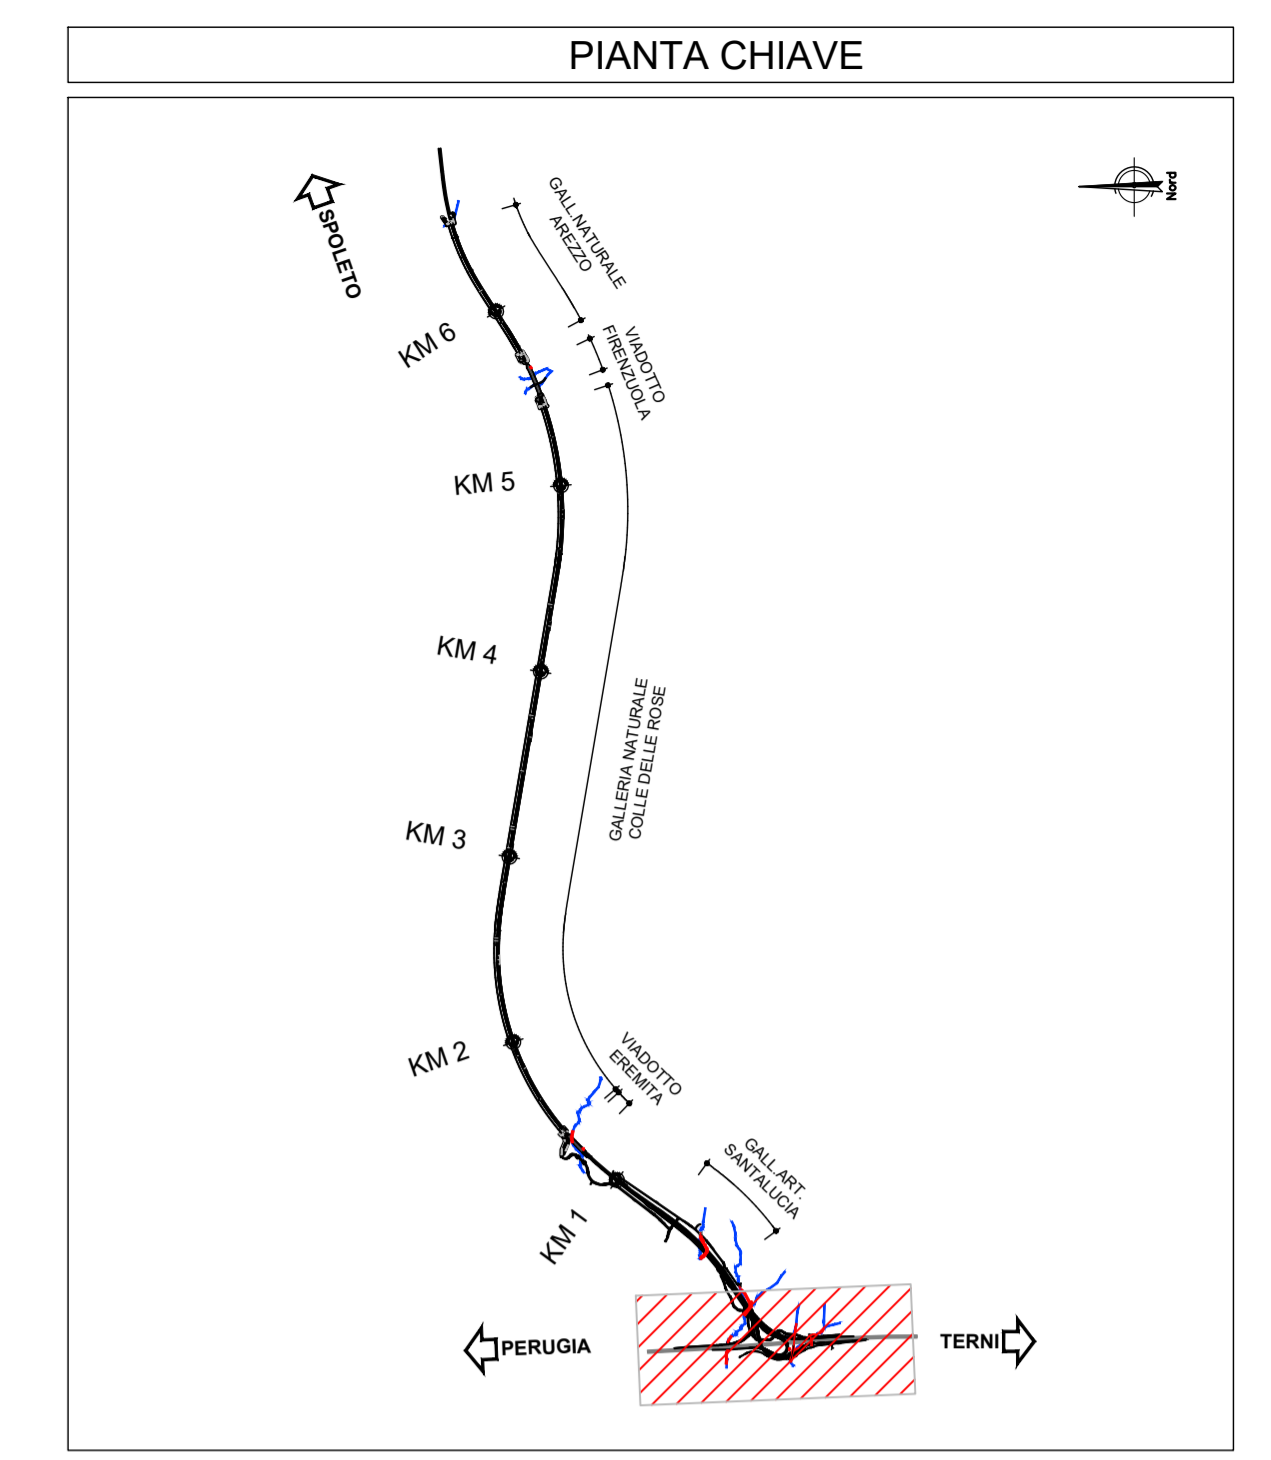 PIANTA CHIAVE
Nord
SPOLETO
GALL.NATURALE
AREZZO
KM 6
VIADOTTO
FIRENZUOLA
KM 5
KM 4
GALLERIA NATURALE
COLLE DELLE ROSE
KM 3
KM 2
VIADOTTO
EREMITA
GALL.ART.
SANTALUCIA
KM 1
PERUGIA
TERNI